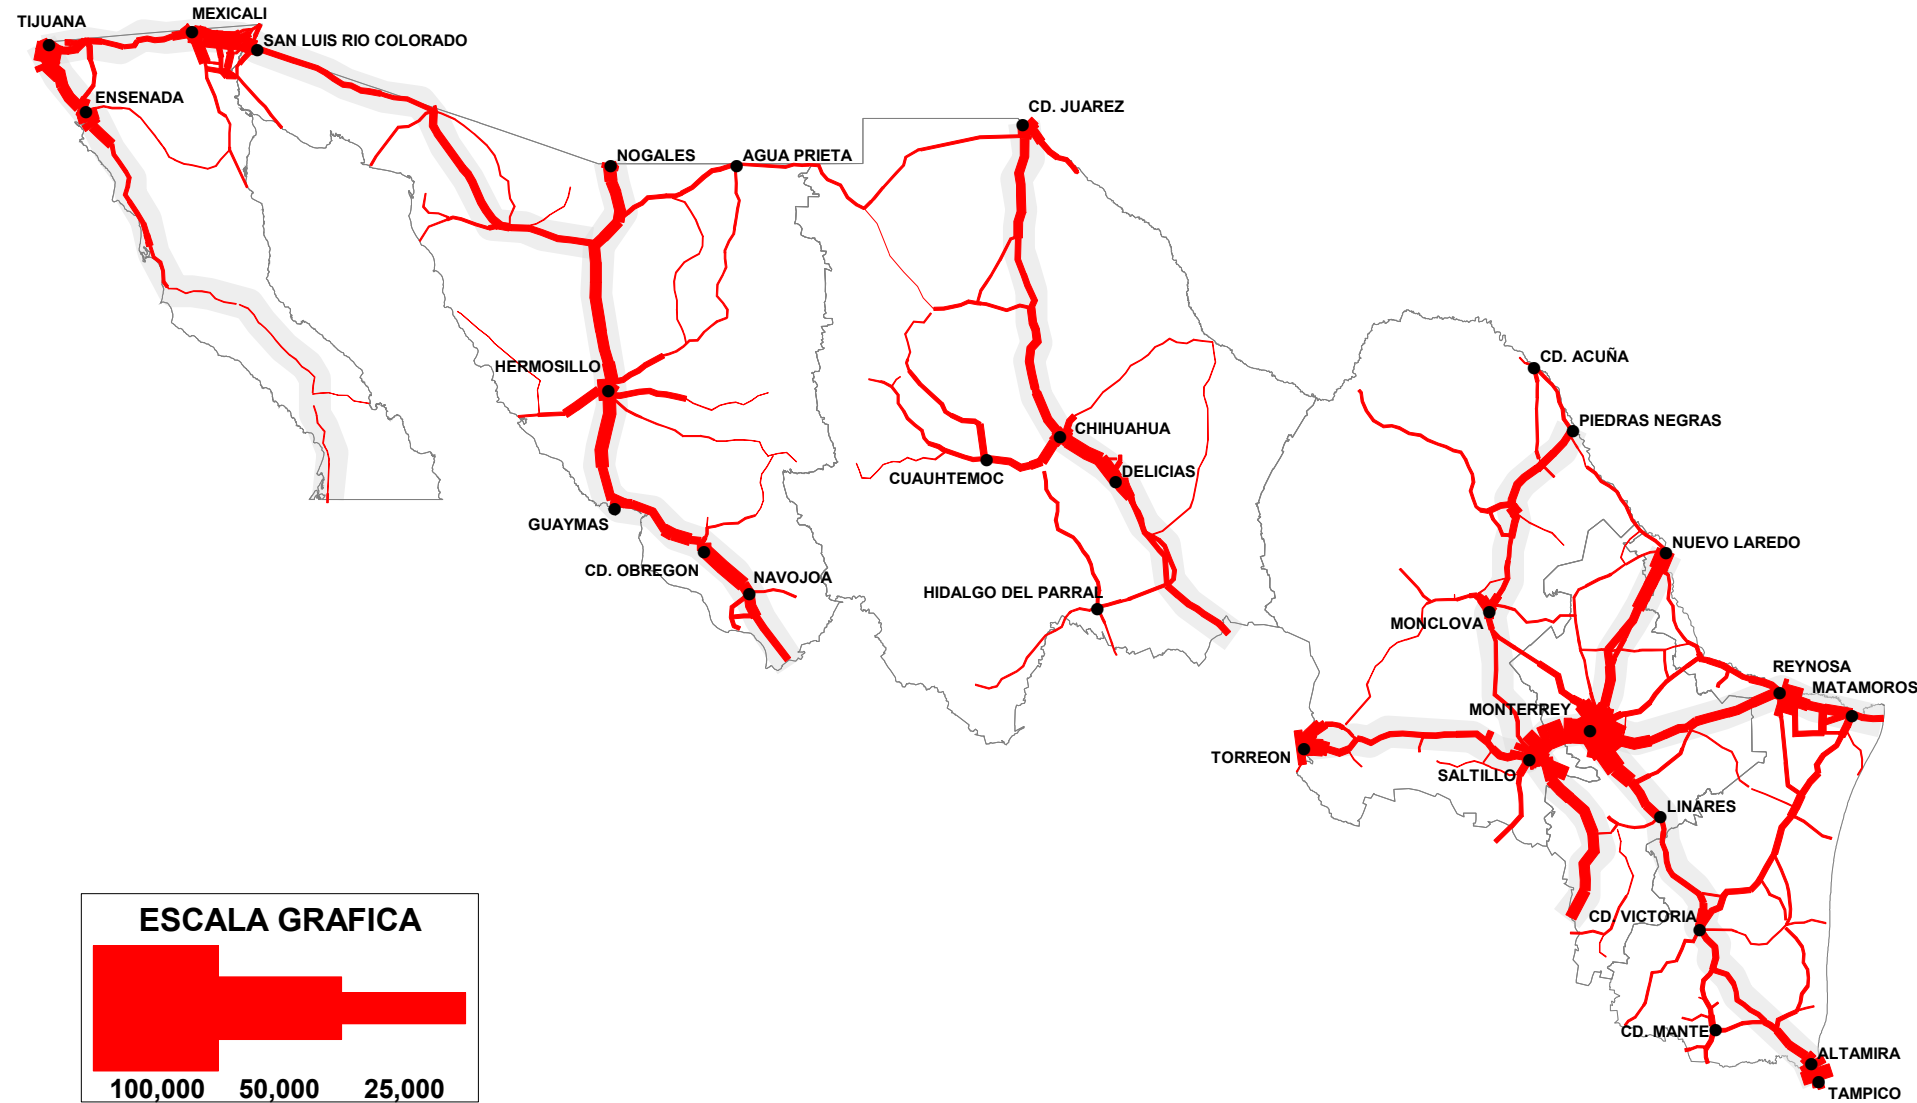 TIJUANA
MEXICALI
SAN LUIS RIO COLORADO
ENSENADA
NOGALES
AGUA PRIETA
CD. JUAREZ
HERMOSILLO
GUAYMAS
CD. OBREGON
NAVOJOA
CHIHUAHUA
DELICIAS
CUAUHTEMOC
HIDALGO DEL PARRAL
CD. ACUÑA
PIEDRAS NEGRAS
NUEVO LAREDO
MONCLOVA
REYNOSA
MATAMOROS
MONTERREY
TORREON
SALTILLO
LINARES
CD. VICTORIA
CD. MANTE
ALTAMIRA
TAMPICO
ESCALA GRAFICA
100,000 50,000 25,000